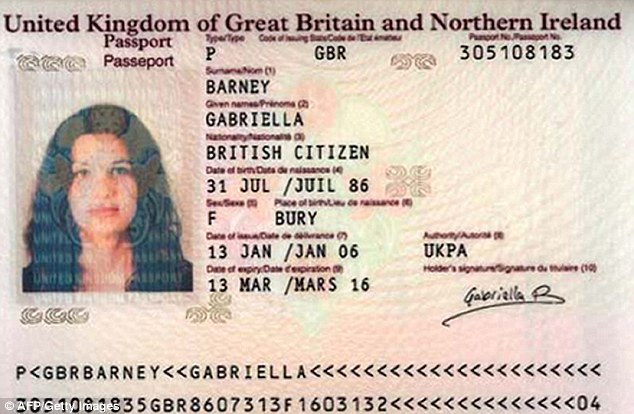 United Kingdom of Great Britain and Northern Ireland
Passport Type/Type Code of Issuing State/Code de l'Etat émetteur Passport No./Passeport No.
Passeport P GBR 305108183
Surname/Nom (1)
BARNEY
Given names/Prénoms (2)
GABRIELLA
Nationality/Nationalité (3)
BRITISH CITIZEN
Date of birth/Date de naissance (4)
31 JUL /JUIL 86
Sex/Sexe (5) Place of birth/Lieu de naissance (6)
F BURY
Date of issue/Date de délivrance (7) Authority/Autorité (8)
13 JAN /JAN 06 UKPA
Date of expiry/Date d'expiration (9) Holder's signature/Signature du titulaire (10)
13 MAR /MARS 16
Gabriella B
P<GBRBARNEY<<GABRIELLA<<<<<<<<<<<<<<<<<<<<<<
35GBR8607313F1603132<<<<<<<<<<<<<<04
© AFP/Getty Images